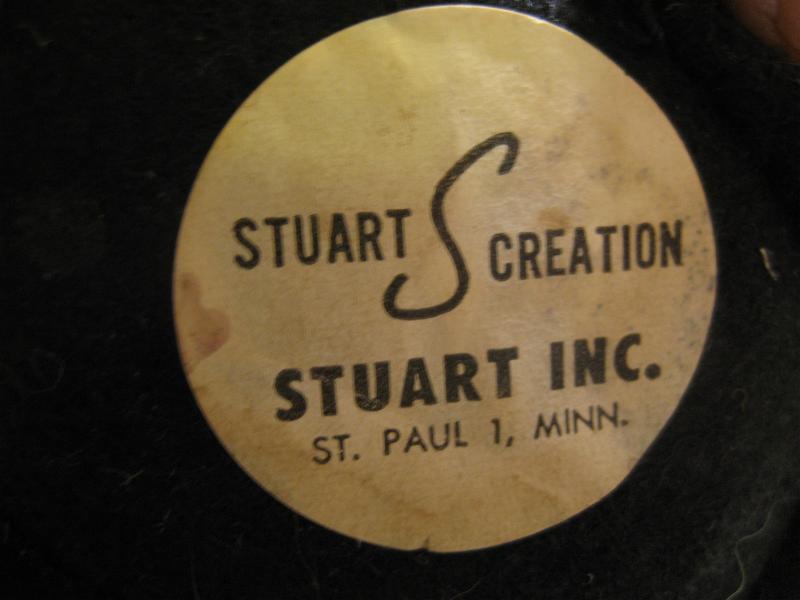 STUART S CREATION
STUART INC.
ST. PAUL 1, MINN.